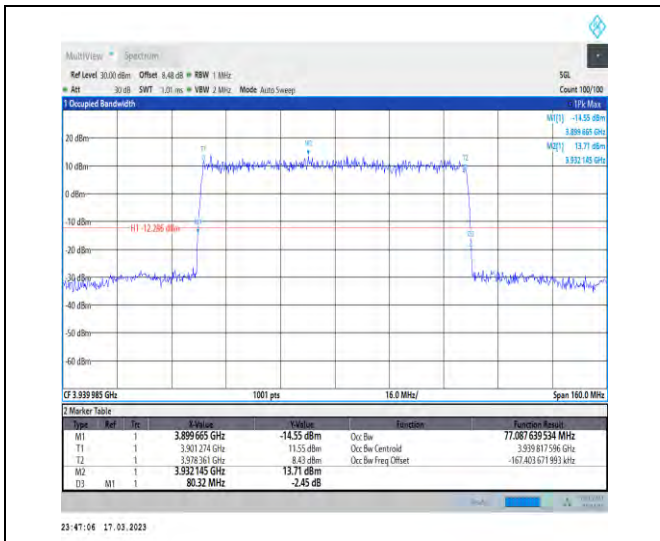 MultiView Spectrum
Ref Level 30.00 dBm Offset 8.48 dB RBW 1 MHz SGL
Att 30 dB SWT 1.01 ms VBW 2 MHz Mode Auto Sweep Count 100/100
1 Occupied Bandwidth 1Pk Max
M1[1] -14.55 dBm
3.899 665 GHz
M2[1] 13.71 dBm
3.932 145 GHz
20 dBm
T1
M2
T2
10 dBm
0 dBm
-10 dBm
H1 -12.286 dBm
D3
-20 dBm
-30 dBm
-40 dBm
-50 dBm
-60 dBm
CF 3.939 985 GHz 1001 pts 16.0 MHz/ Span 160.0 MHz
2 Marker Table
Type Ref Trc X-Value Y-Value Function Function Result
M1 1 3.899 665 GHz -14.55 dBm Occ Bw 77.087 639 534 MHz
T1 1 3.901 274 GHz 11.55 dBm Occ Bw Centroid 3.939 817 596 GHz
T2 1 3.978 361 GHz 8.43 dBm Occ Bw Freq Offset -167.403 671 993 kHz
M2 1 3.932 145 GHz 13.71 dBm
D3 M1 1 80.32 MHz -2.45 dB
23:47:06 17.03.2023